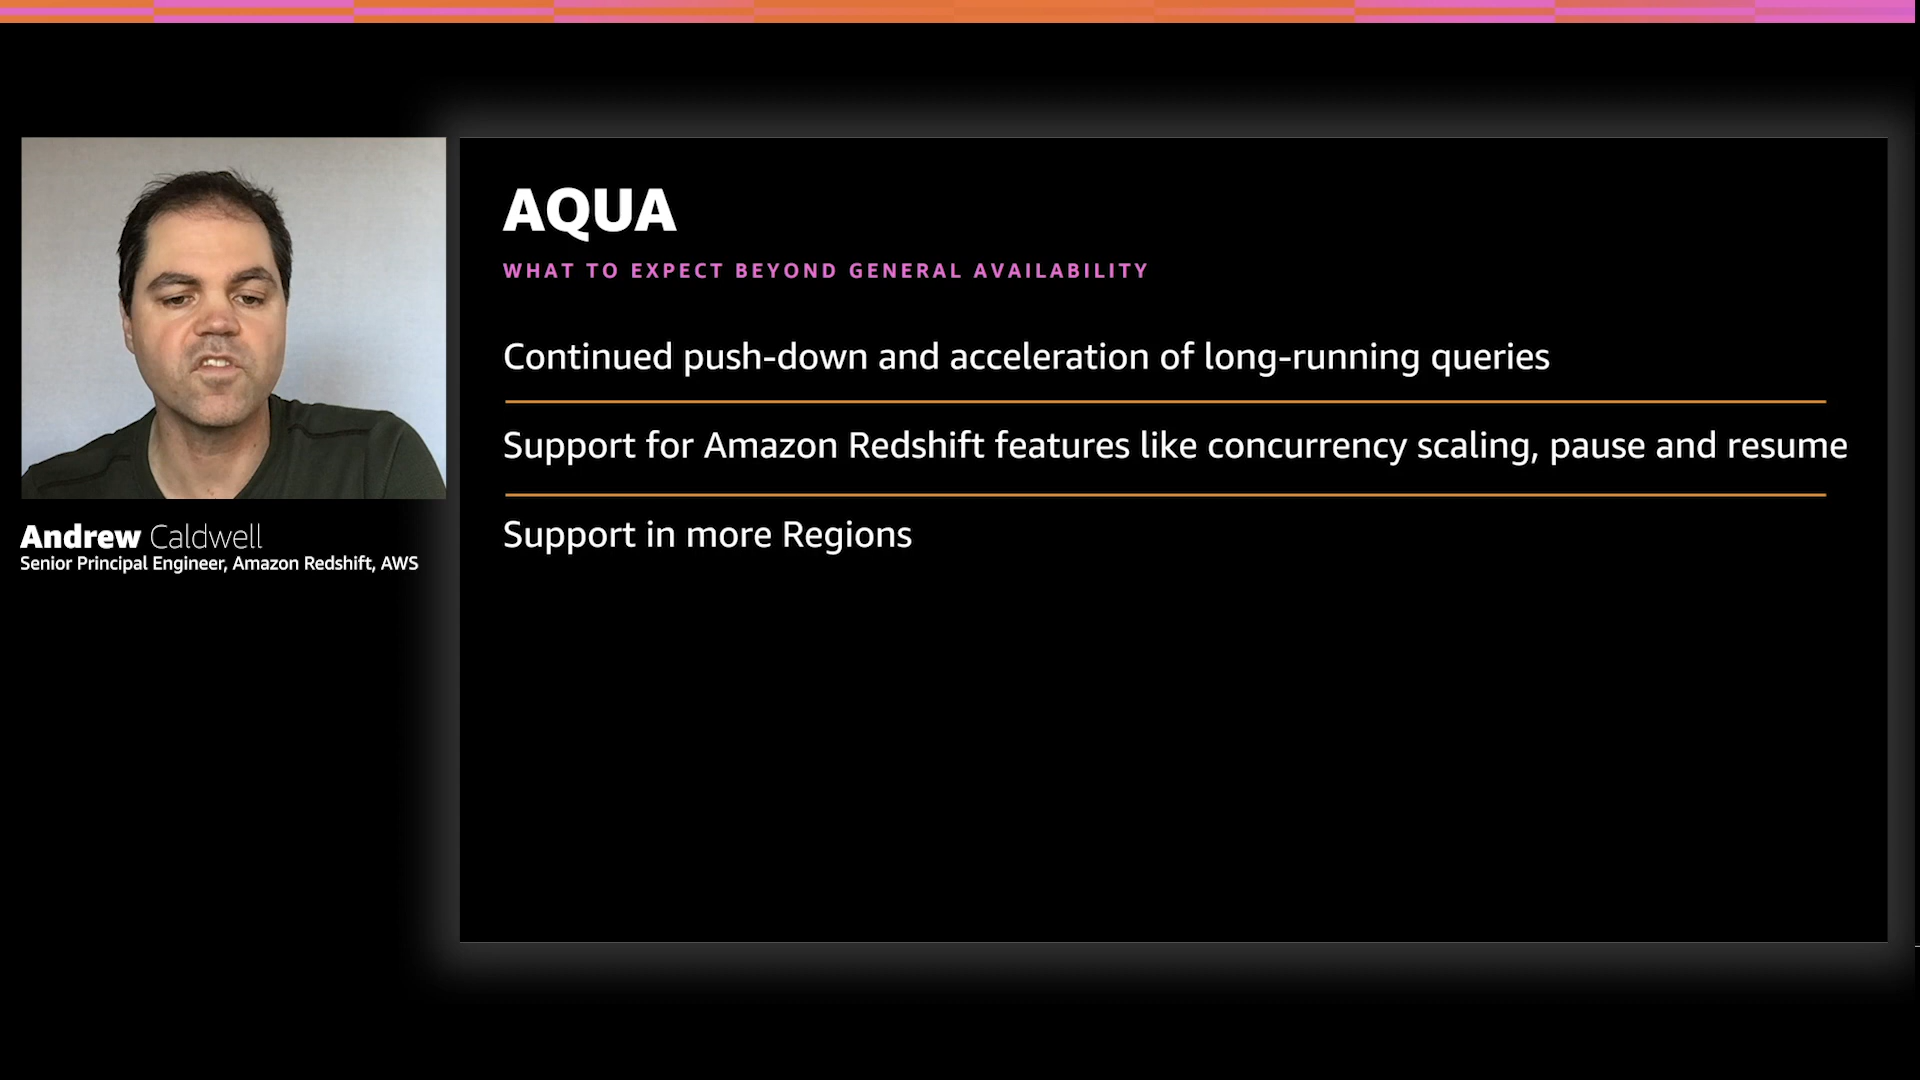 AQUA
WHAT TO EXPECT BEYOND GENERAL AVAILABILITY
Continued push-down and acceleration of long-running queries
Support for Amazon Redshift features like concurrency scaling, pause and resume
Support in more Regions
Andrew Caldwell
Senior Principal Engineer, Amazon Redshift, AWS